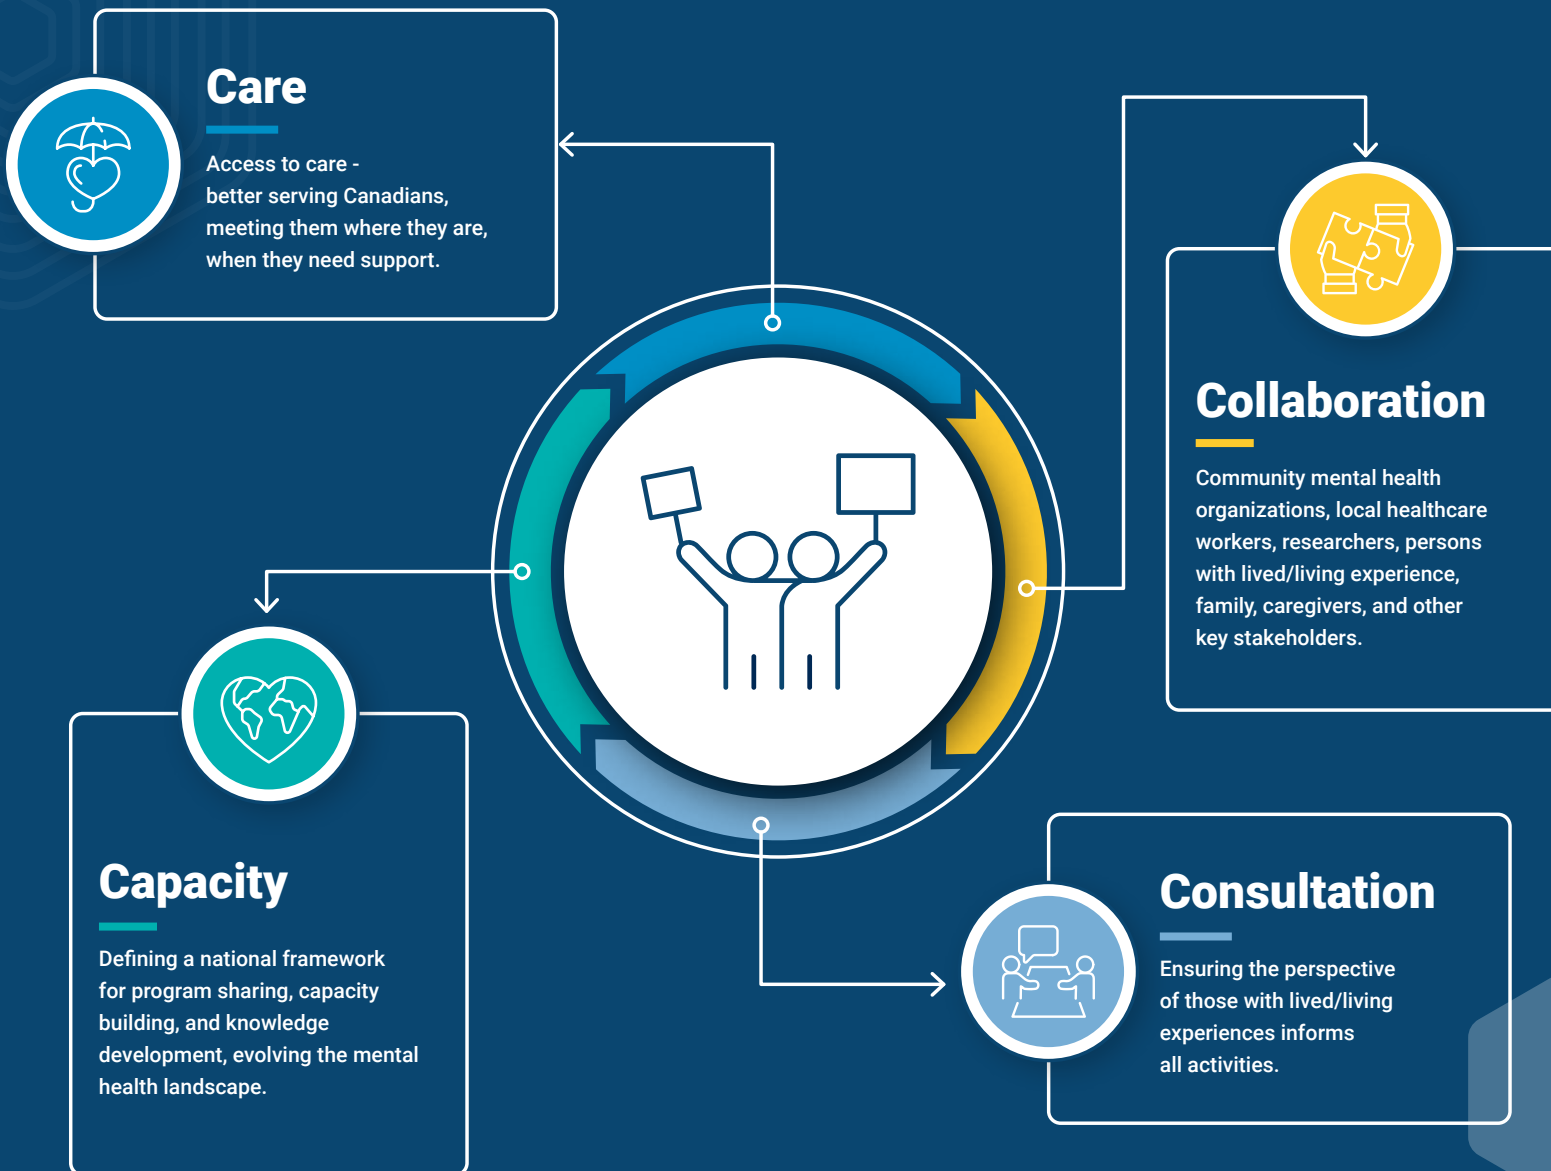 Care
Access to care -
better serving Canadians,
meeting them where they are,
when they need support.
Collaboration
Community mental health
organizations, local healthcare
workers, researchers, persons
with lived/living experience,
family, caregivers, and other
key stakeholders.
Capacity
Defining a national framework
for program sharing, capacity
building, and knowledge
development, evolving the mental
health landscape.
Consultation
Ensuring the perspective
of those with lived/living
experiences informs
all activities.